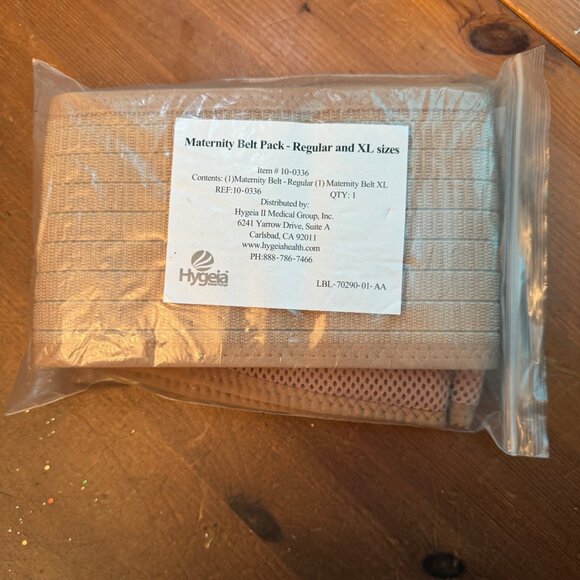 Maternity Belt Pack - Regular and XL sizes
Item # 10-0336
Contents: (1)Maternity Belt - Regular (1) Maternity Belt XL
REF:10-0336 QTY: 1
Distributed by:
Hygeia II Medical Group, Inc.
6241 Yarrow Drive, Suite A
Carlsbad, CA 92011
www.hygeiahealth.com
PH:888-786-7466
Hygeia
LBL-70290-01-AA